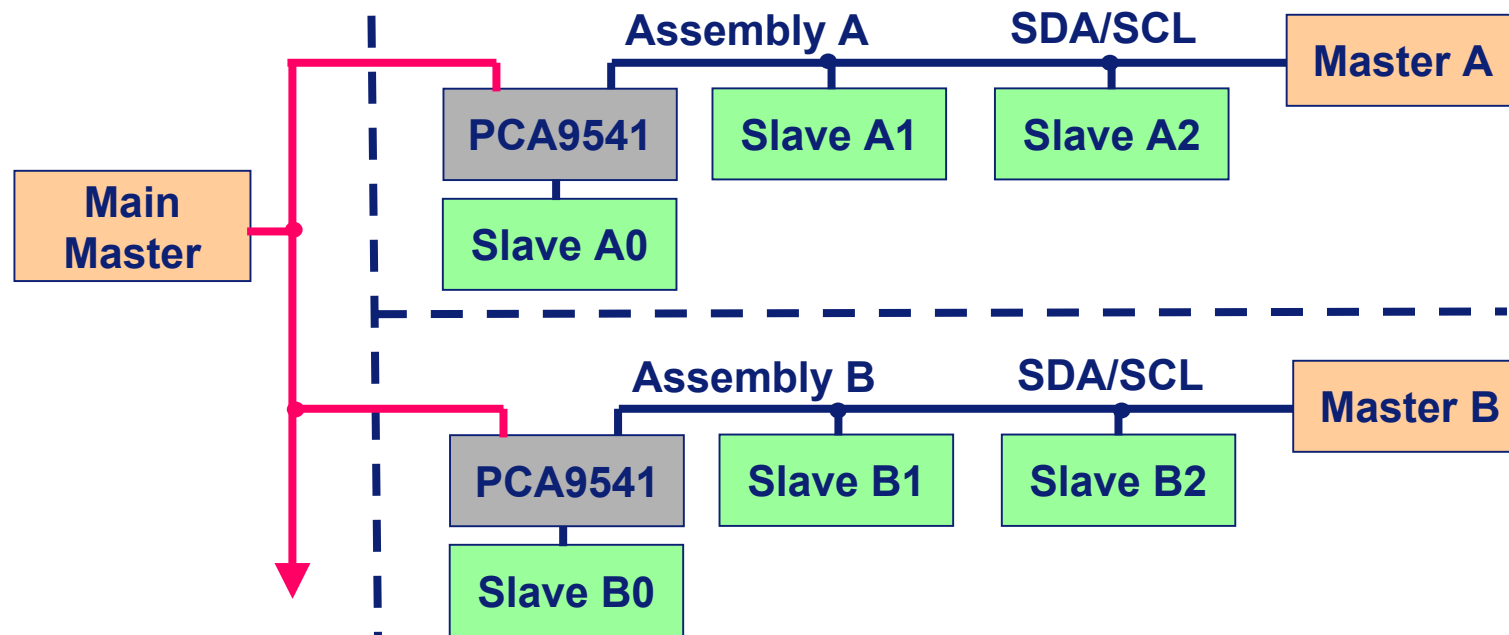 Assembly A
SDA/SCL
Master A
PCA9541
Slave A1
Slave A2
Main
Master
Slave A0
Assembly B
SDA/SCL
Master B
PCA9541
Slave B1
Slave B2
Slave B0